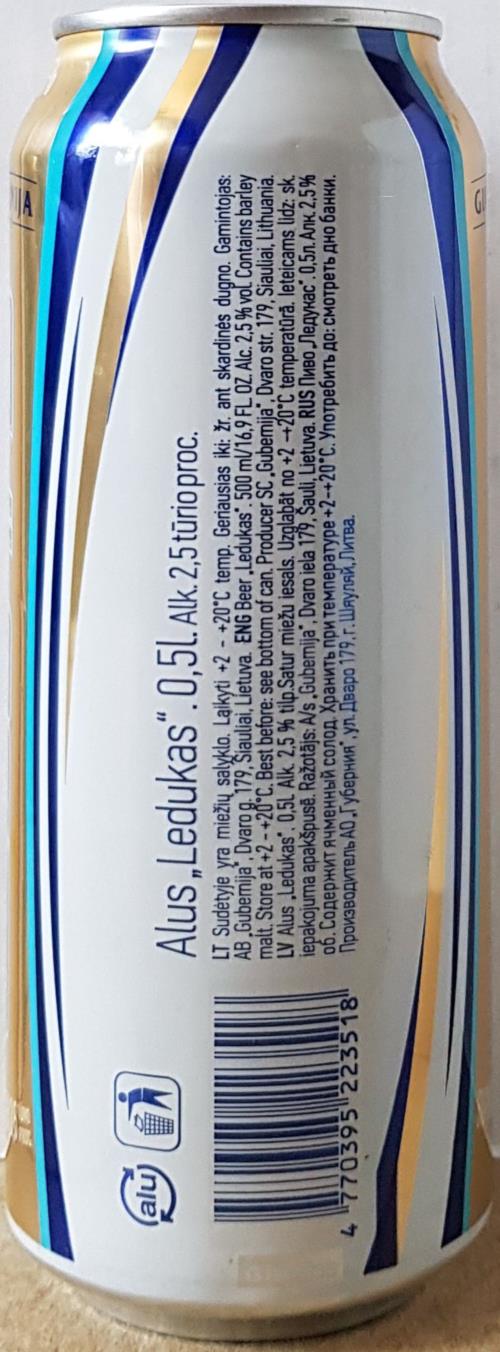 Alus „Ledukas“ . 0,5l. Alk. 2,5 tūrio proc.
LT Sudėtyje yra miežių salyklo. Laikyti +2 - +20°C temp. Geriausias iki: žr. ant skardinės dugno. Gamintojas:
AB „Gubernija“, Dvaro g. 179, Šiauliai, Lietuva. ENG Beer „Ledukas“. 500 ml/16,9 FL OZ. Alc. 2,5 % vol. Contains barley
malt. Store at +2 - +20°C. Best before: see bottom of can. Producer SC „Gubernija“, Dvaro str. 179, Siauliai, Lithuania.
LV Alus „Ledukas“. 0,5l. Alk. 2,5 % tilp. Satur miežu iesals. Uzglabāt no +2 -+20°C temperatūrā. Ieteicams līdz: sk.
iepakojuma apakšpusē. Ražotājs: A/s „Gubernija“, Dvaro iela 179, Šauļi, Lietuva. RUS Пиво „Ледукас“ .0,5л. Алк. 2,5%
об. Содержит ячменный солод. Хранить при температуре +2-+20°C. Употребить до: смотреть дно банки.
Производитель АО „Губерния“, ул. Дваро 179, г. Шяуляй, Литва.
alu
4 770395 223518
IJA